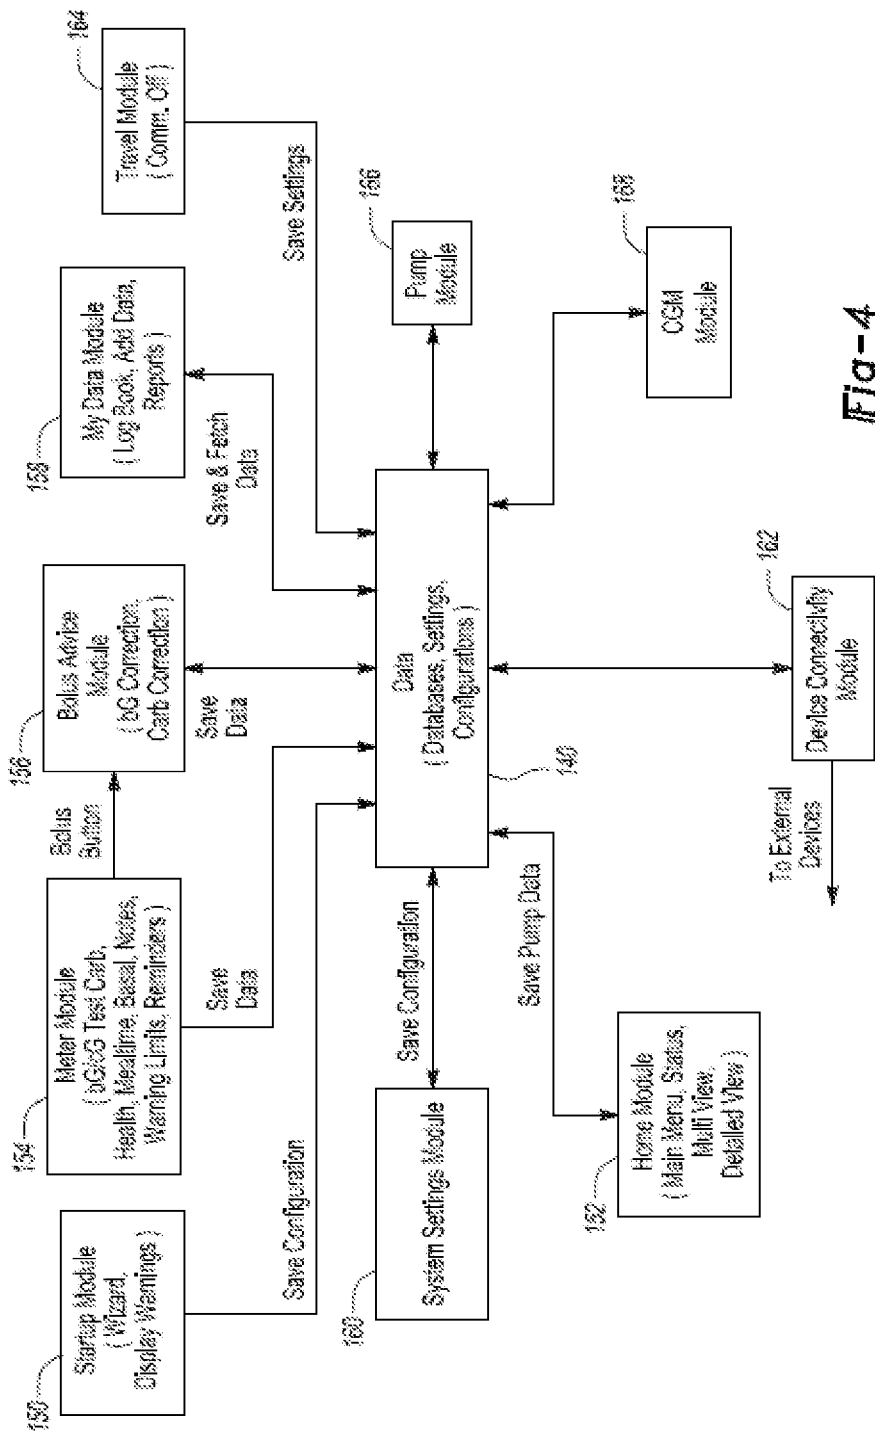 150
Startup Module
( Wizard,
Display Warnings )
Save Configuration
154
Meter Module
( bG/cG Test Carb,
Health, Mealtime, Basal, Notes,
Warning Limits, Reminders )
Save
Data
Bolus
Button
156
Bolus Advice
Module
( bG Correction,
Carb Correction )
Save
Data
158
My Data Module
( Log Book, Add Data,
Reports )
Save & Fetch
Data
164
Travel Module
( Comm. Off )
Save Settings
160
System Settings Module
Save Configuration
Data
( Databases, Settings,
Configurations )
140
166
Pump
Module
152
Home Module
( Main Menu, Status,
Multi View,
Detailed View )
Save Pump Data
168
CGM
Module
162
Device Connectivity
Module
To External
Devices
Fig-4